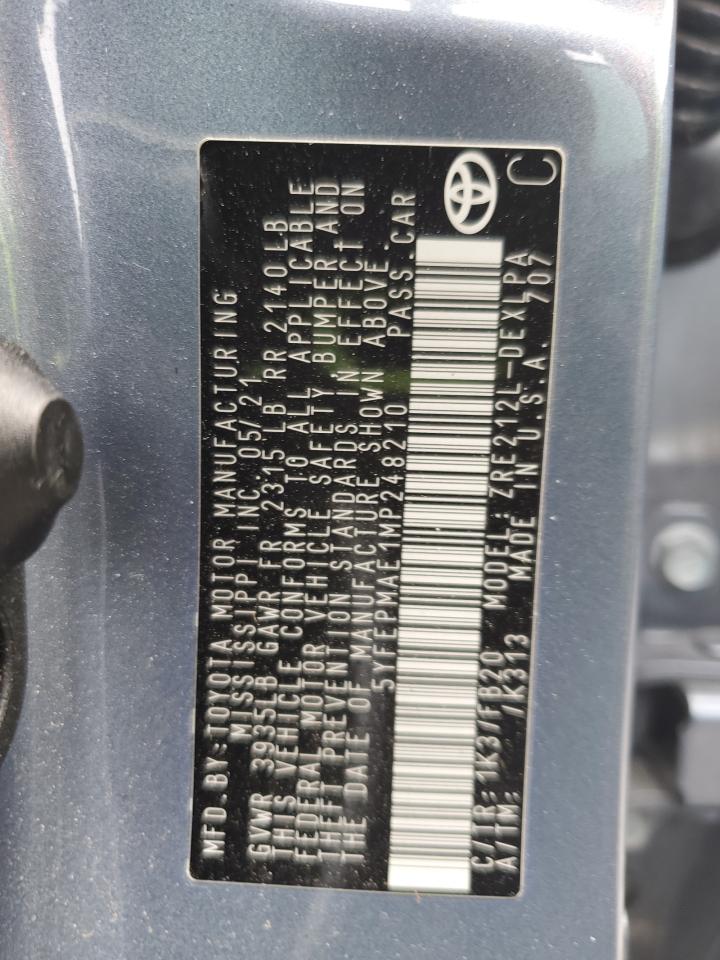 MFD.BY:TOYOTA MOTOR MANUFACTURING
MISSISSIPPI INC.05/21
GVWR 3935LB GAWR FR 2315LB RR 2140LB
THIS VEHICLE CONFORMS TO ALL APPLICABLE
FEDERAL MOTOR VEHICLE SAFETY BUMPER AND
THEFT PREVENTION STANDARDS IN EFFECT ON
THE DATE OF MANUFACTURE SHOWN ABOVE.
5YFEPMAE1MP248210 PASS.CAR
C/TR:1K3/FB20 MODEL:ZRE212L-DEXLPA
A/TM: /K313 MADE IN U.S.A. 707
C